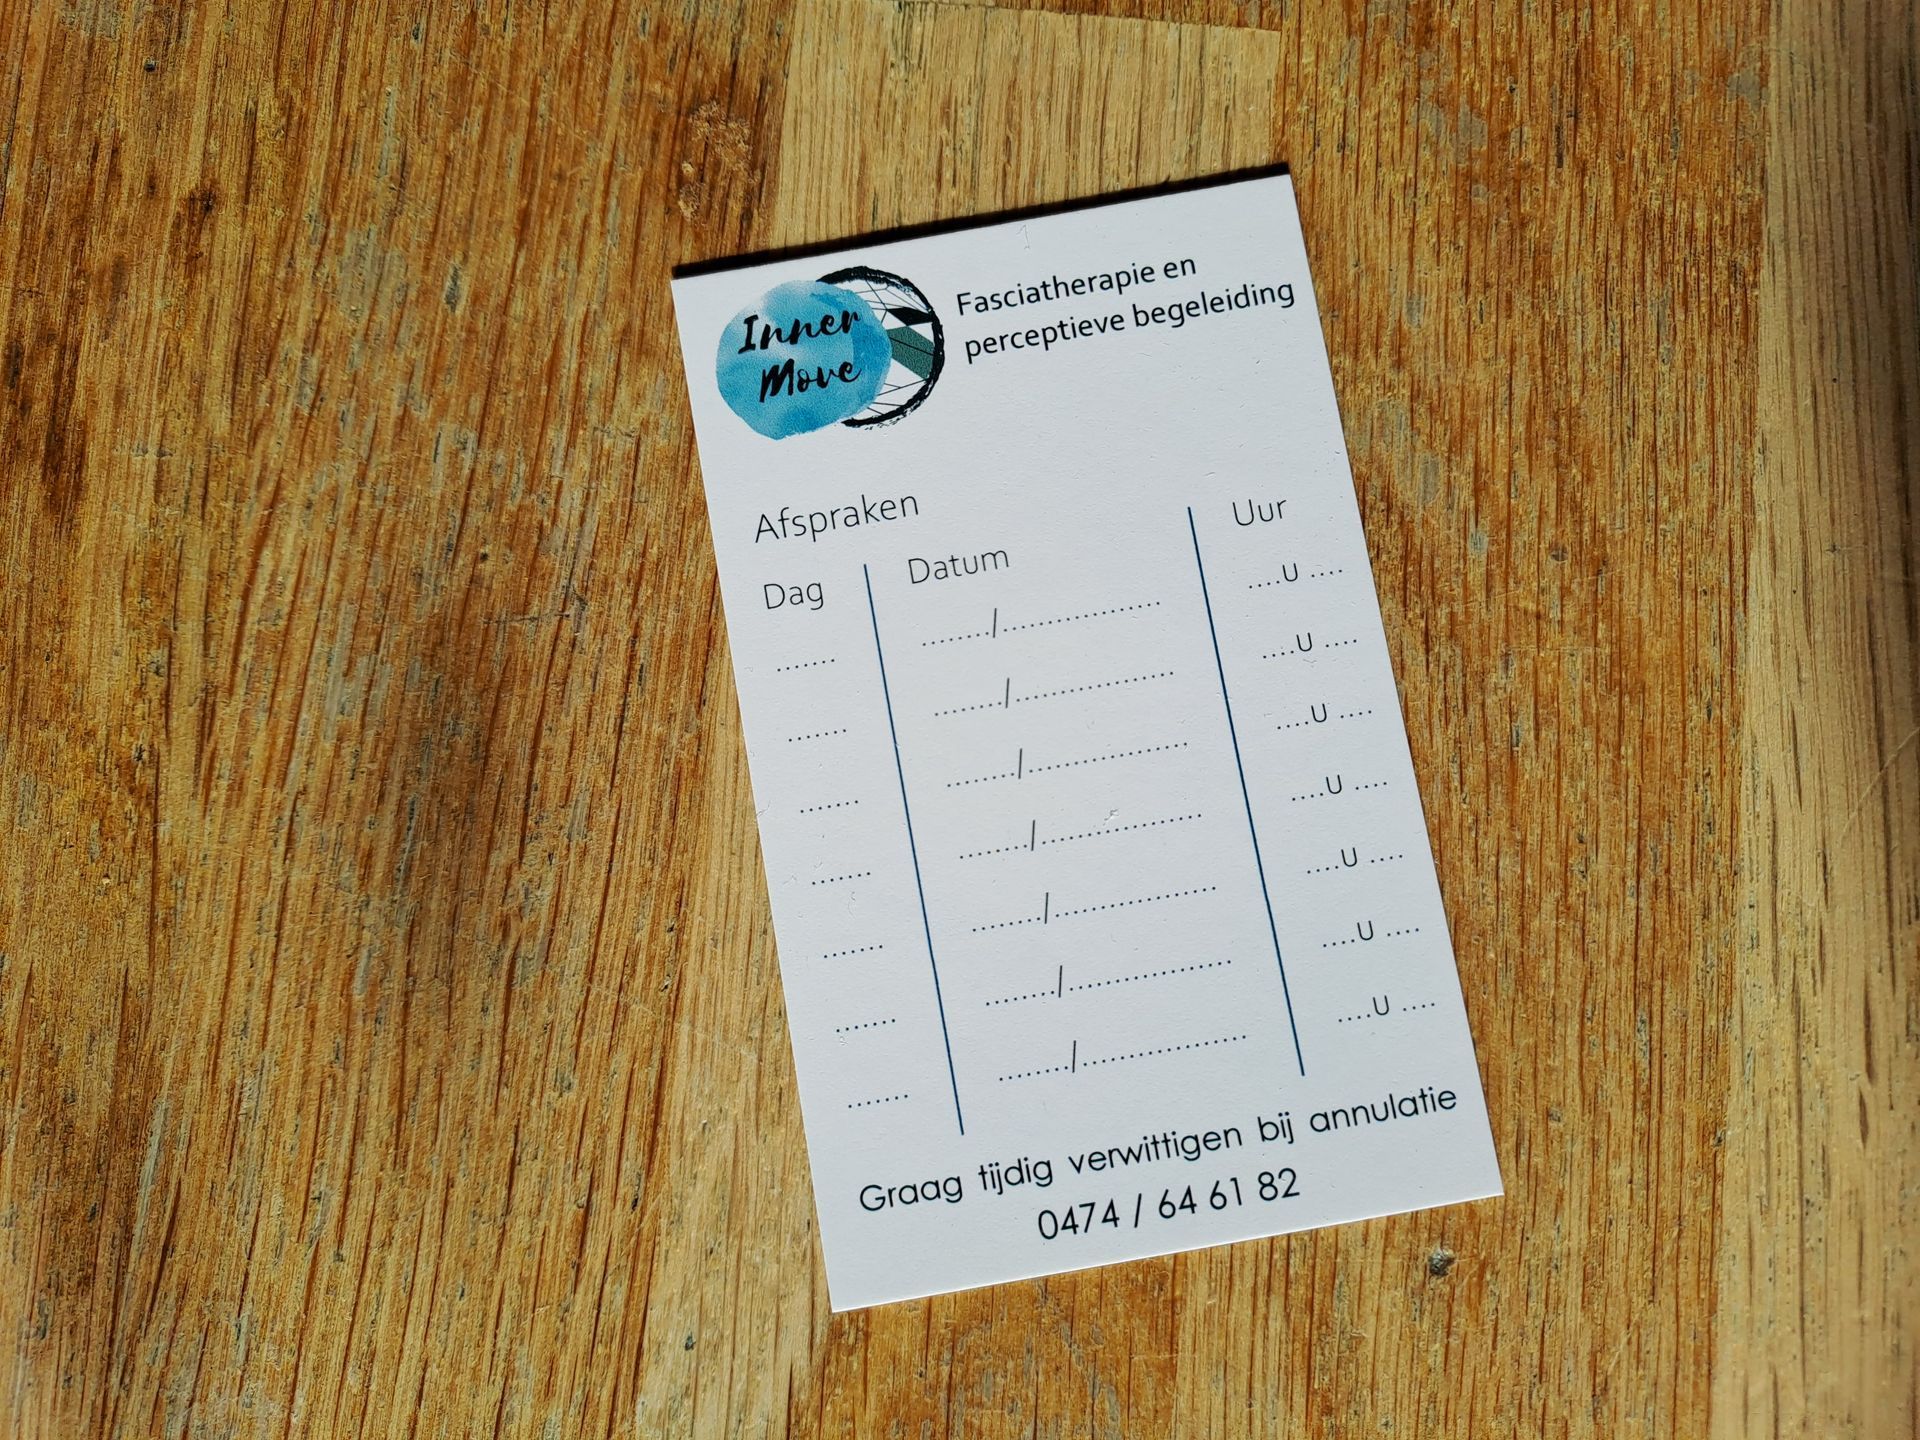 Inner
Move
Fasciatherapie en
perceptieve begeleiding
Afspraken
Dag Datum Uur
......./................ ....U ....
......./................ ....U ....
......./................ ....U ....
......./................ ....U ....
......./................ ....U ....
......./................ ....U ....
......./................ ....U ....
Graag tijdig verwittigen bij annulatie
0474 / 64 61 82